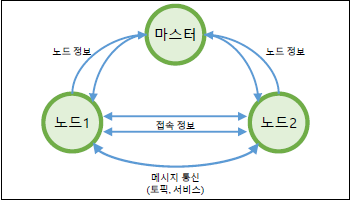 마스터
노드 정보
노드 정보
노드1
접속 정보
노드2
메시지 통신
(토픽, 서비스)